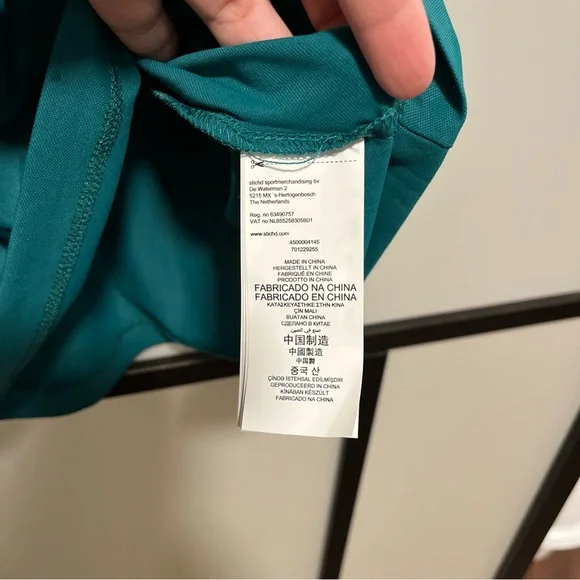 stichd sportmerchandising bv
De Waterman 2
5215 MX 's-Hertogenbosch
The Netherlands
Reg. no 63490757
VAT no NL855258305B01
www.stichd.com
4500004145
701229255
MADE IN CHINA
HERGESTELLT IN CHINA
FABRIQUÉ EN CHINE
PRODOTTO IN CHINA
FABRICADO NA CHINA
FABRICADO EN CHINA
ΚΑΤΑΣΚΕΥΑΣΤΗΚΕ ΣΤΗΝ ΚΙΝΑ
ÇİN MALI
BUATAN CHINA
СДЕЛАНО В КИТАЕ
صنع في الصين
中国制造
中國製造
中国製
중국 산
ÇİNDƏ İSTEHSAL EDİLMİŞDİR
GEPRODUCEERD IN CHINA
KÍNÁBAN KÉSZÜLT
FABRICADO NA CHINA